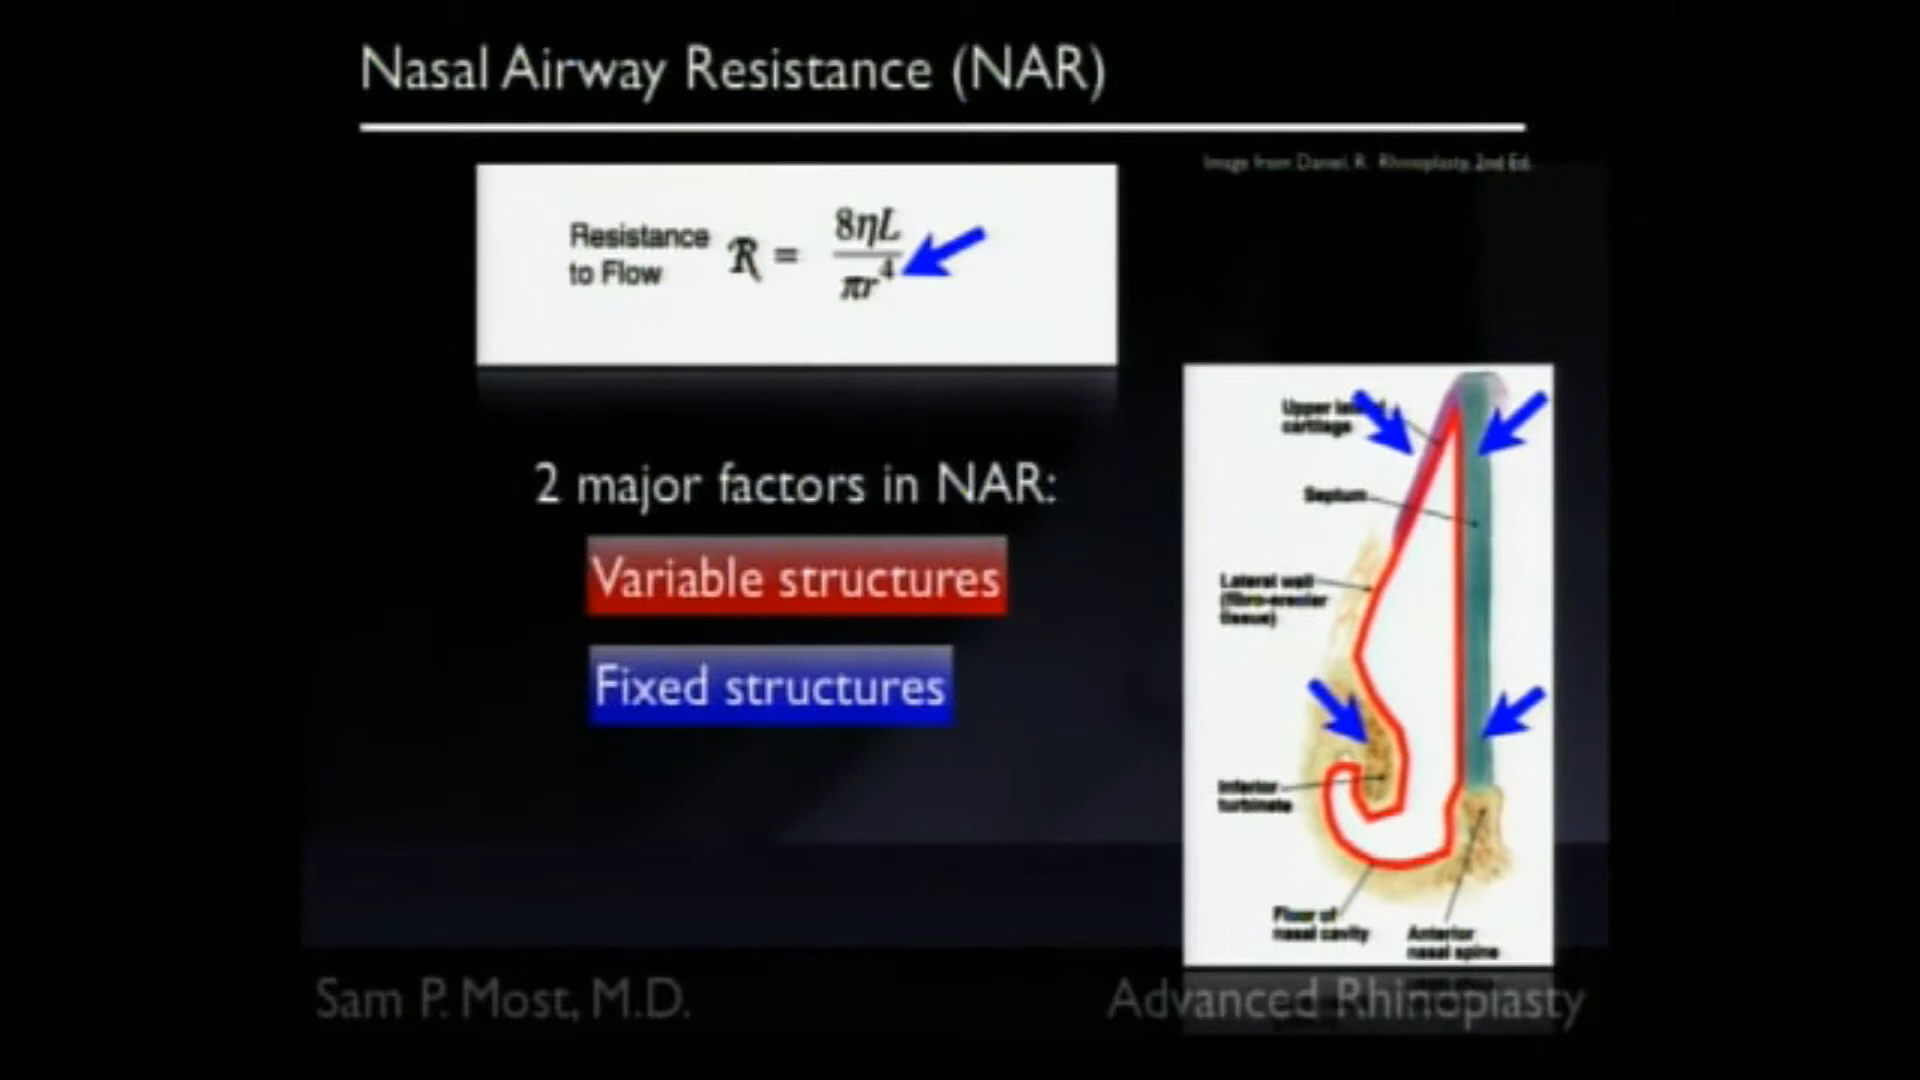 Nasal Airway Resistance (NAR)
Image from Daniel, R. Rhinoplasty, 2nd Ed.
Resistance
to Flow
R = 8ηL
πr⁴
2 major factors in NAR:
Variable structures
Fixed structures
Upper
cartilage
Septum
Lateral wall
(fibro-areolar
tissue)
Inferior
turbinate
Floor of
nasal cavity
Anterior
nasal spine
Sam P. Most, M.D.
Advanced Rhinoplasty